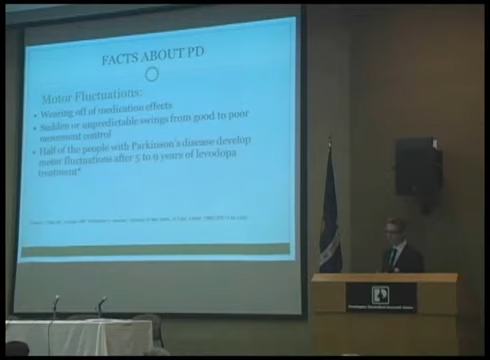 FACTS ABOUT PD
Motor Fluctuations:
• Wearing off of medication effects
• Sudden or unpredictable swings from good to poor
movement control
• Half of the people with Parkinson's disease develop
motor fluctuations after 5 to 9 years of levodopa
treatment*